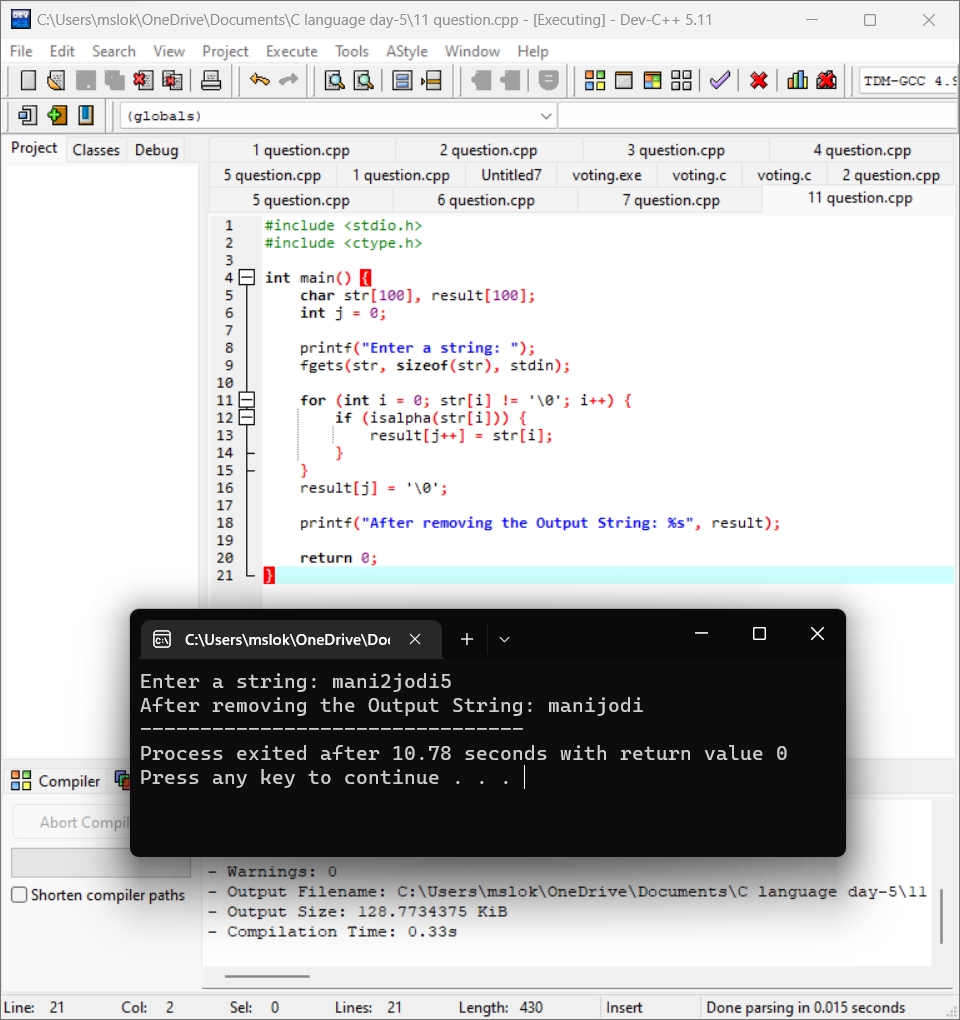 C:\Users\mslok\OneDrive\Documents\C language day-5\11 question.cpp - [Executing] - Dev-C++ 5.11
File Edit Search View Project Execute Tools AStyle Window Help
TDM-GCC 4.9
(globals)
Project Classes Debug
1 question.cpp 2 question.cpp 3 question.cpp 4 question.cpp
5 question.cpp 1 question.cpp Untitled7 voting.exe voting.c voting.c 2 question.cpp
5 question.cpp 6 question.cpp 7 question.cpp 11 question.cpp
1 #include <stdio.h>
2 #include <ctype.h>
3
4 int main() {
5 char str[100], result[100];
6 int j = 0;
7
8 printf("Enter a string: ");
9 fgets(str, sizeof(str), stdin);
10
11 for (int i = 0; str[i] != '\0'; i++) {
12 if (isalpha(str[i])) {
13 result[j++] = str[i];
14 }
15 }
16 result[j] = '\0';
17
18 printf("After removing the Output String: %s", result);
19
20 return 0;
21 }
C:\Users\mslok\OneDrive\Do
Enter a string: mani2jodi5
After removing the Output String: manijodi
--------------------------------
Process exited after 10.78 seconds with return value 0
Press any key to continue . . .
Compiler
Abort Compil
Shorten compiler paths
- Warnings: 0
- Output Filename: C:\Users\mslok\OneDrive\Documents\C language day-5\11
- Output Size: 128.7734375 KiB
- Compilation Time: 0.33s
Line: 21 Col: 2 Sel: 0 Lines: 21 Length: 430 Insert Done parsing in 0.015 seconds